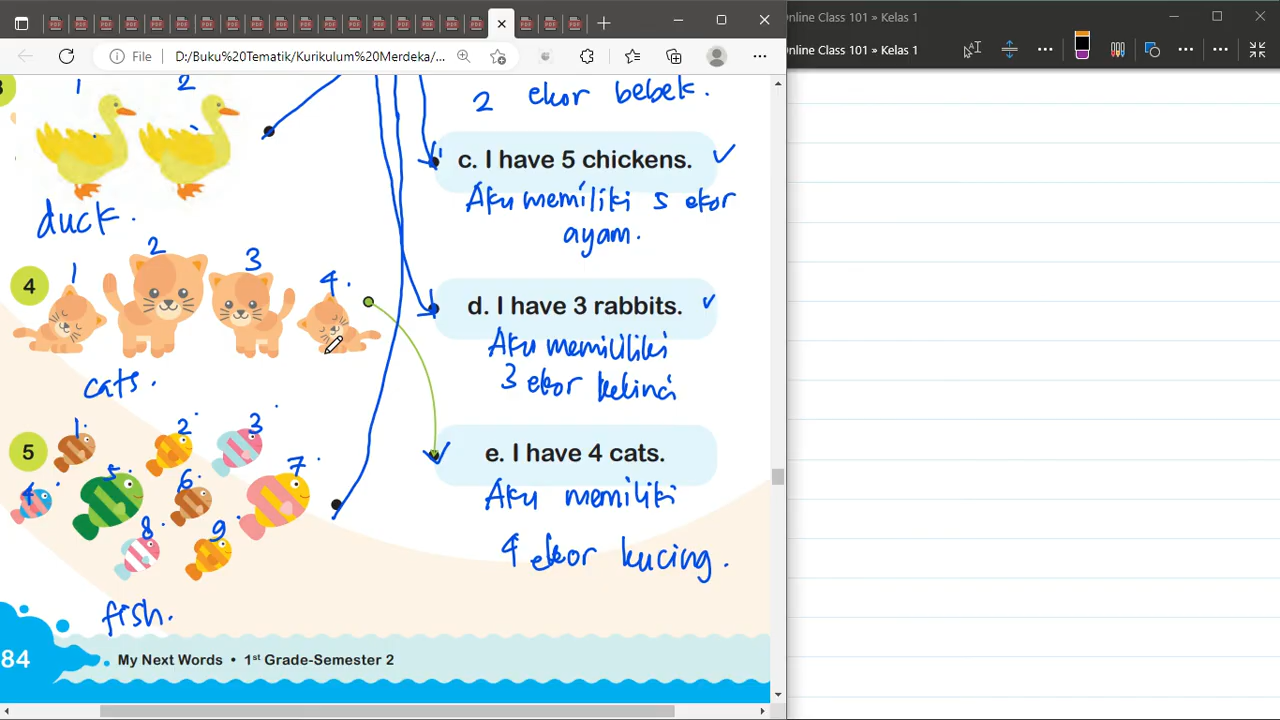 Online Class 101 » Kelas 1
File D:/Buku%20Tematik/Kurikulum%20Merdeka/...
Online Class 101 » Kelas 1
1 2
2 ekor bebek.
c. I have 5 chickens.
Aku memiliki 5 ekor
ayam.
duck.
4
1 2 3 4.
d. I have 3 rabbits.
Aku memililiki
3 ekor kelinci
cats.
5
1. 2. 3. 4. 5. 6. 7. 8. 9.
e. I have 4 cats.
Aku memiliki
4 ekor kucing.
fish.
84 My Next Words • 1st Grade-Semester 2